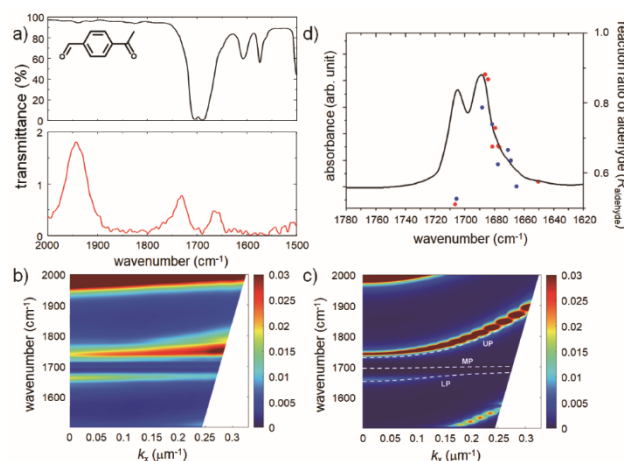 a)
O
O
transmittance (%)
100
80
60
40
20
0
2
1
0
2000 1900 1800 1700 1600 1500
wavenumber (cm-1)
d)
absorbance (arb. unit)
1.0
0.9
0.8
0.7
0.6
reaction ratio of aldehyde (Raldehyde)
1780 1760 1740 1720 1700 1680 1660 1640 1620
wavenumber (cm-1)
b)
wavenumber (cm-1)
2000
1900
1800
1700
1600
0 0.05 0.1 0.15 0.2 0.25 0.3
kx (μm-1)
0.03
0.025
0.02
0.015
0.01
0.005
0
c)
wavenumber (cm-1)
2000
1900
1800
1700
1600
UP
MP
LP
0 0.05 0.1 0.15 0.2 0.25 0.3
kx (μm-1)
0.03
0.025
0.02
0.015
0.01
0.005
0